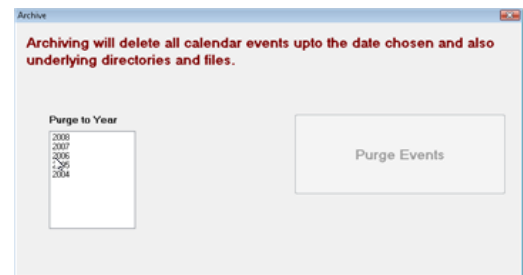 Archive
Archiving will delete all calendar events upto the date chosen and also
underlying directories and files.
Purge to Year
2008
2007
2006
2004
Purge Events